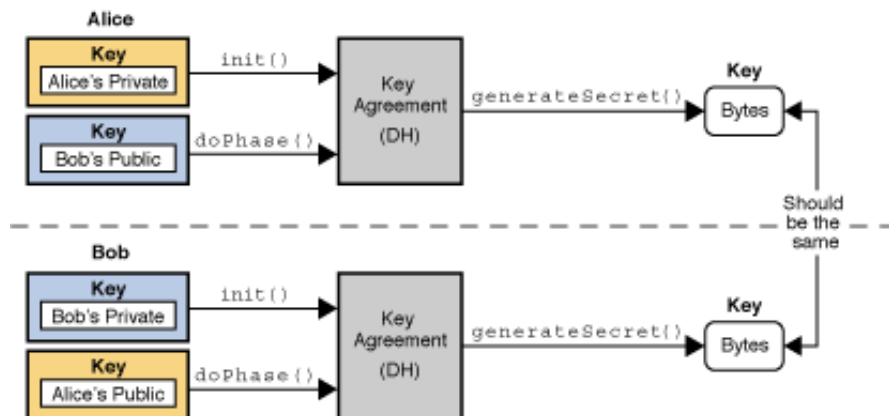 Alice
Key
Alice's Private
init()
Key
Bob's Public
doPhase()
Key
Agreement
(DH)
generateSecret()
Key
Bytes
Should
be the
same
Bob
Key
Bob's Private
init()
Key
Alice's Public
doPhase()
Key
Agreement
(DH)
generateSecret()
Key
Bytes